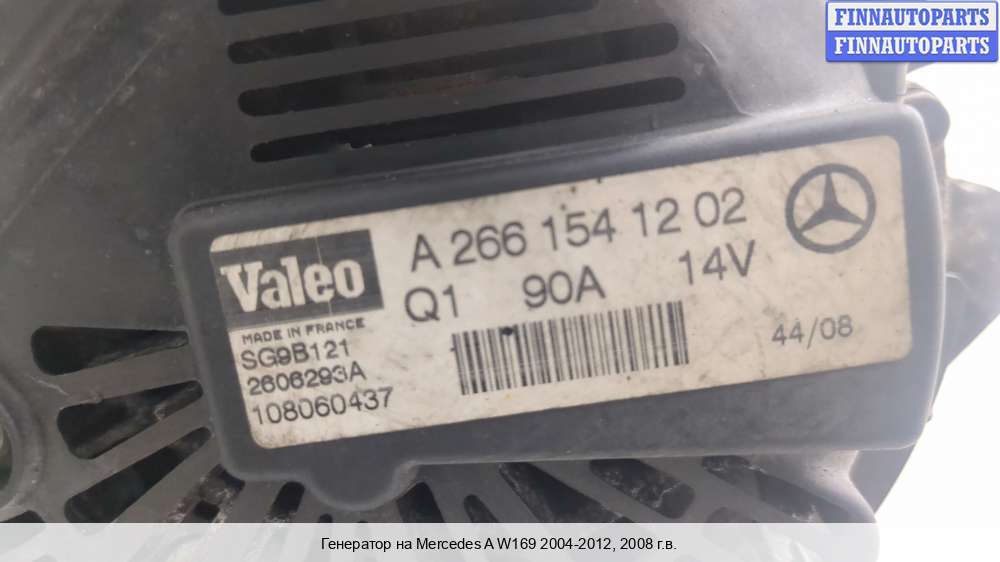 FINNAUTOPARTS
FINNAUTOPARTS
Valeo
A 266 154 12 02
Q1 90A 14V
MADE IN FRANCE
SG9B121
2606293A
108060437
44/08
Генератор на Mercedes A W169 2004-2012, 2008 г.в.